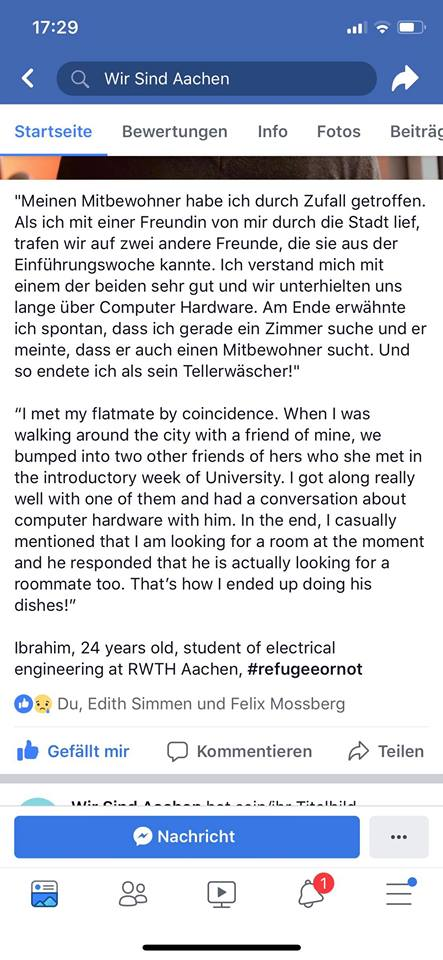 17:29
Wir Sind Aachen
Startseite Bewertungen Info Fotos Beiträg
"Meinen Mitbewohner habe ich durch Zufall getroffen.
Als ich mit einer Freundin von mir durch die Stadt lief,
trafen wir auf zwei andere Freunde, die sie aus der
Einführungswoche kannte. Ich verstand mich mit
einem der beiden sehr gut und wir unterhielten uns
lange über Computer Hardware. Am Ende erwähnte
ich spontan, dass ich gerade ein Zimmer suche und er
meinte, dass er auch einen Mitbewohner sucht. Und
so endete ich als sein Tellerwäscher!"
“I met my flatmate by coincidence. When I was
walking around the city with a friend of mine, we
bumped into two other friends of hers who she met in
the introductory week of University. I got along really
well with one of them and had a conversation about
computer hardware with him. In the end, I casually
mentioned that I am looking for a room at the moment
and he responded that he is actually looking for a
roommate too. That’s how I ended up doing his
dishes!”
Ibrahim, 24 years old, student of electrical
engineering at RWTH Aachen, #refugeeornot
Du, Edith Simmen und Felix Mossberg
Gefällt mir Kommentieren Teilen
Wir Sind Aachen hat sein/ihr Titelbild
Nachricht
1